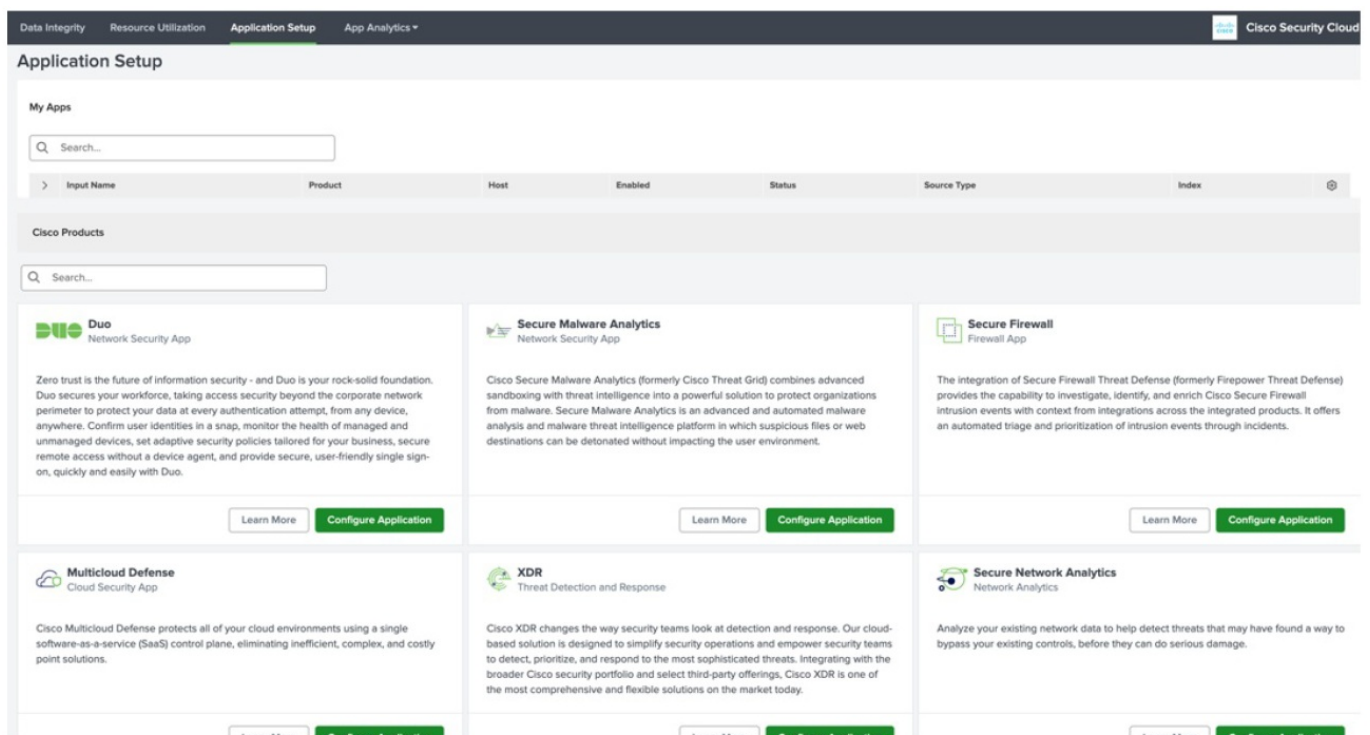 Data Integrity Resource Utilization Application Setup App Analytics Cisco Security Cloud
Application Setup
My Apps
Search...
Input Name Product Host Enabled Status Source Type Index
Cisco Products
Search...
Duo
Network Security App
Zero trust is the future of information security - and Duo is your rock-solid foundation.
Duo secures your workforce, taking access security beyond the corporate network
perimeter to protect your data at every authentication attempt, from any device,
anywhere. Confirm user identities in a snap, monitor the health of managed and
unmanaged devices, set adaptive security policies tailored for your business, secure
remote access without a device agent, and provide secure, user-friendly single sign-
on, quickly and easily with Duo.
Learn More Configure Application
Secure Malware Analytics
Network Security App
Cisco Secure Malware Analytics (formerly Cisco Threat Grid) combines advanced
sandboxing with threat intelligence into a powerful solution to protect organizations
from malware. Secure Malware Analytics is an advanced and automated malware
analysis and malware threat intelligence platform in which suspicious files or web
destinations can be detonated without impacting the user environment.
Learn More Configure Application
Secure Firewall
Firewall App
The integration of Secure Firewall Threat Defense (formerly Firepower Threat Defense)
provides the capability to investigate, identify, and enrich Cisco Secure Firewall
intrusion events with context from integrations across the integrated products. It offers
an automated triage and prioritization of intrusion events through incidents.
Learn More Configure Application
Multicloud Defense
Cloud Security App
Cisco Multicloud Defense protects all of your cloud environments using a single
software-as-a-service (SaaS) control plane, eliminating inefficient, complex, and costly
point solutions.
XDR
Threat Detection and Response
Cisco XDR changes the way security teams look at detection and response. Our cloud-
based solution is designed to simplify security operations and empower security teams
to detect, prioritize, and respond to the most sophisticated threats. Integrating with the
broader Cisco security portfolio and select third-party offerings, Cisco XDR is one of
the most comprehensive and flexible solutions on the market today.
Secure Network Analytics
Network Analytics
Analyze your existing network data to help detect threats that may have found a way to
bypass your existing controls, before they can do serious damage.